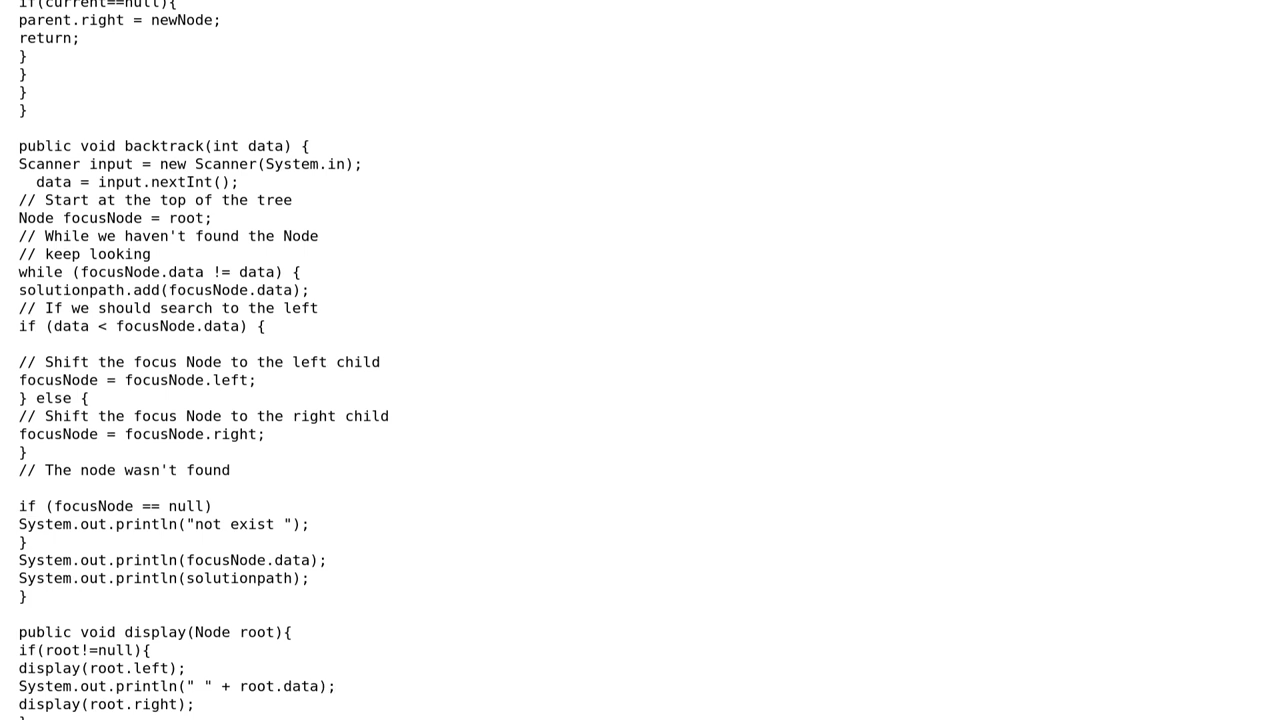 if(current==null){
parent.right = newNode;
return;
}
}
}
}
public void backtrack(int data) {
Scanner input = new Scanner(System.in);
data = input.nextInt();
// Start at the top of the tree
Node focusNode = root;
// While we haven't found the Node
// keep looking
while (focusNode.data != data) {
solutionpath.add(focusNode.data);
// If we should search to the left
if (data < focusNode.data) {
// Shift the focus Node to the left child
focusNode = focusNode.left;
} else {
// Shift the focus Node to the right child
focusNode = focusNode.right;
}
// The node wasn't found
if (focusNode == null)
System.out.println("not exist ");
}
System.out.println(focusNode.data);
System.out.println(solutionpath);
}
public void display(Node root){
if(root!=null){
display(root.left);
System.out.println(" " + root.data);
display(root.right);
}